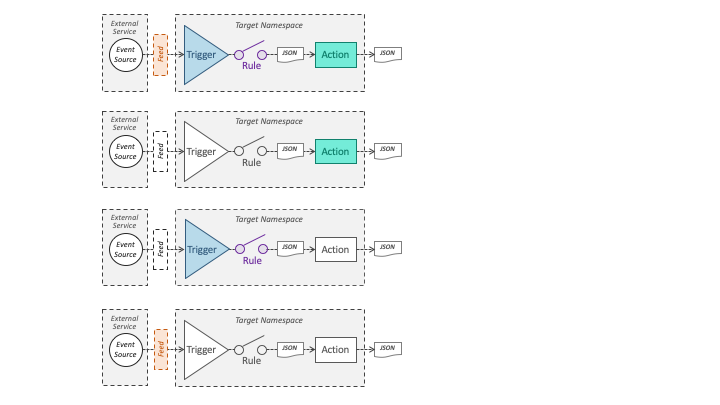 External
Service
Target Namespace
Event
Source
Feed
Trigger
Rule
JSON
Action
JSON
External
Service
Target Namespace
Event
Source
Feed
Trigger
Rule
JSON
Action
JSON
External
Service
Target Namespace
Event
Source
Feed
Trigger
Rule
JSON
Action
JSON
External
Service
Target Namespace
Event
Source
Feed
Trigger
Rule
JSON
Action
JSON